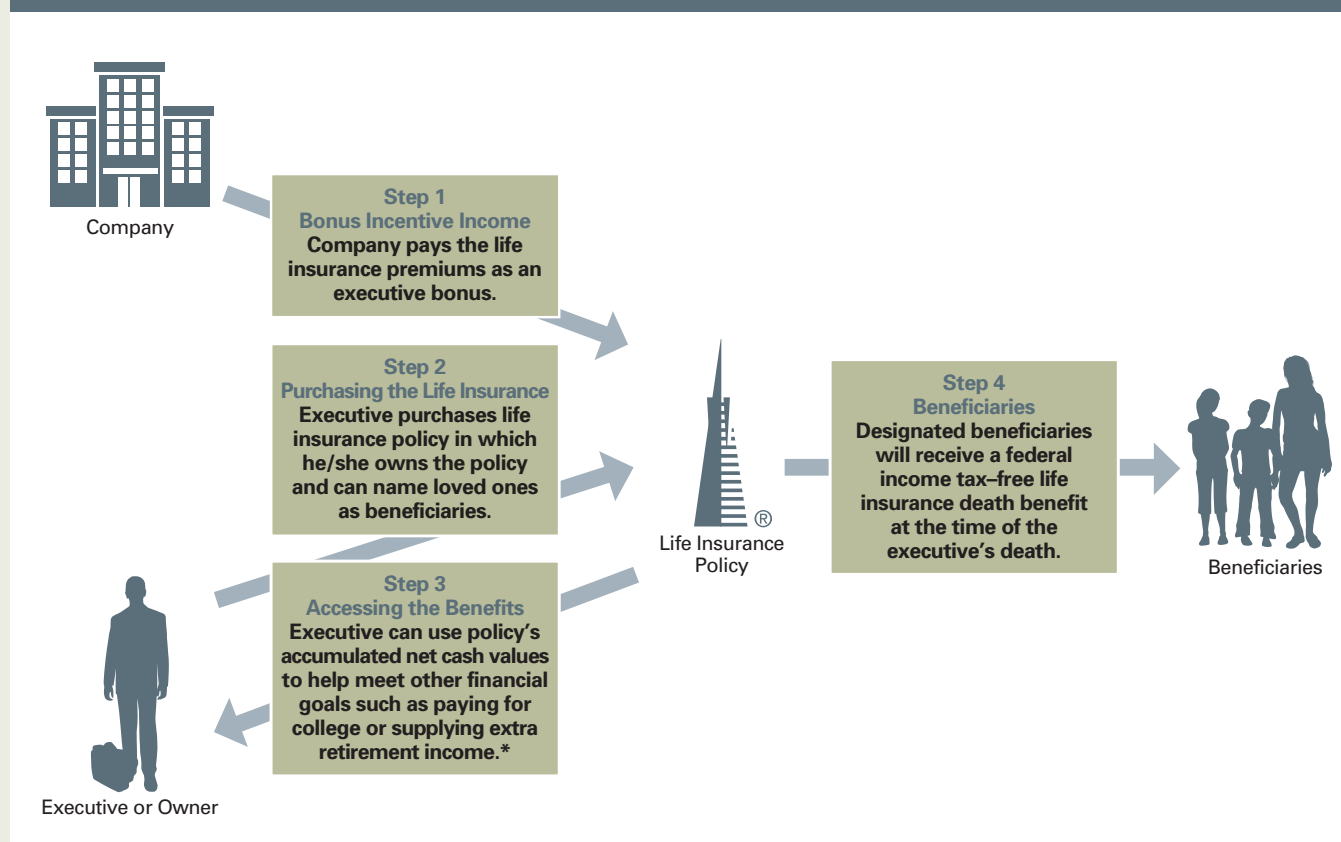 Company
Step 1
Bonus Incentive Income
Company pays the life
insurance premiums as an
executive bonus.
Step 2
Purchasing the Life Insurance
Executive purchases life
insurance policy in which
he/she owns the policy
and can name loved ones
as beneficiaries.
Step 3
Accessing the Benefits
Executive can use policy's
accumulated net cash values
to help meet other financial
goals such as paying for
college or supplying extra
retirement income.*
Executive or Owner
®
Life Insurance
Policy
Step 4
Beneficiaries
Designated beneficiaries
will receive a federal
income tax–free life
insurance death benefit
at the time of the
executive's death.
Beneficiaries